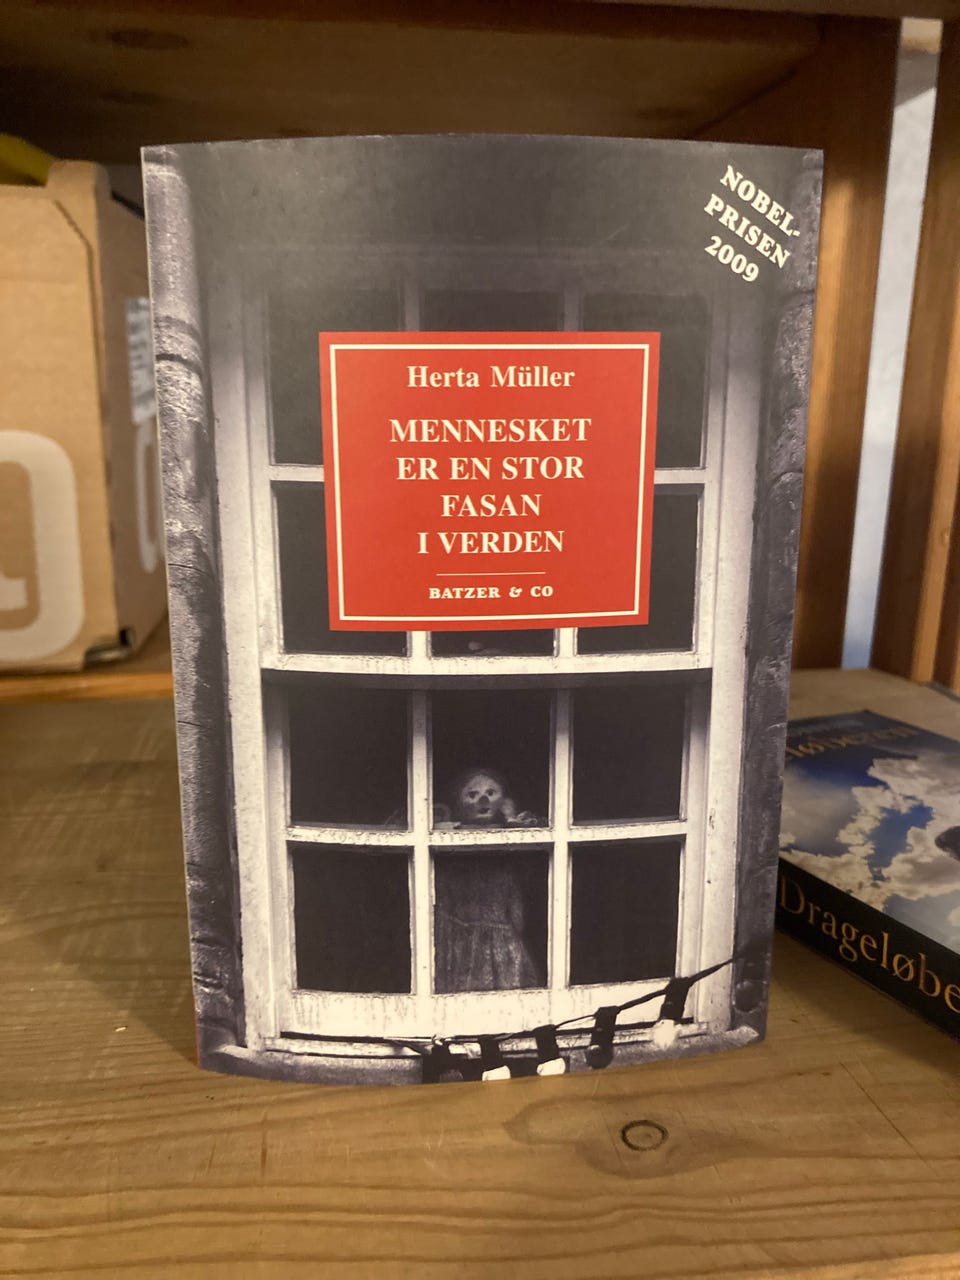 NOBEL-
PRISEN
2009
Herta Müller
MENNESKET
ER EN STOR
FASAN
I VERDEN
BATZER & CO
Drageløbe